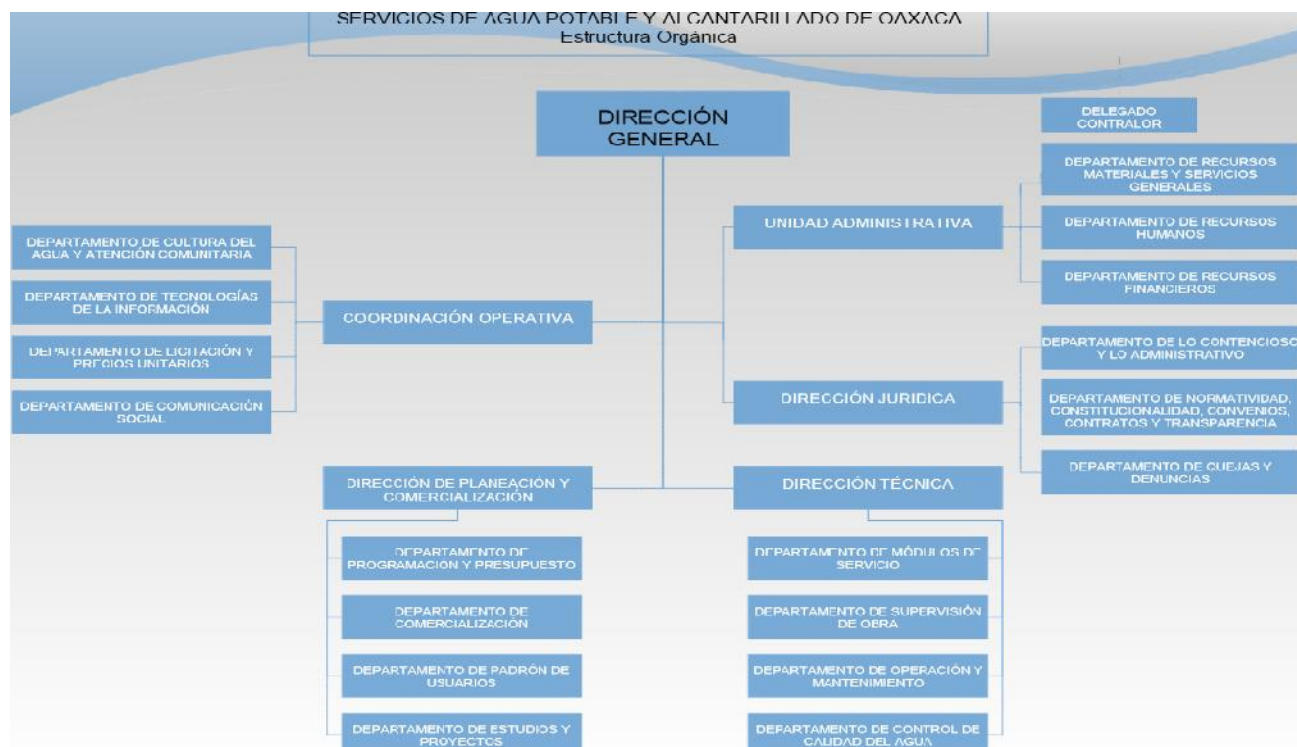 SERVICIOS DE AGUA POTABLE Y ALCANTARILLADO DE OAXACA
Estructura Orgánica
DIRECCIÓN
GENERAL
DELEGADO
CONTRALOR
DEPARTAMENTO DE RECURSOS
MATERIALES Y SERVICIOS
GENERALES
UNIDAD ADMINISTRATIVA
DEPARTAMENTO DE RECURSOS
HUMANOS
DEPARTAMENTO DE RECURSOS
FINANCIEROS
DEPARTAMENTO DE CULTURA DEL
AGUA Y ATENCIÓN COMUNITARIA
DEPARTAMENTO DE TECNOLOGÍAS
DE LA INFORMACIÓN
COORDINACIÓN OPERATIVA
DEPARTAMENTO DE LICITACIÓN Y
PRECIOS UNITARIOS
DEPARTAMENTO DE COMUNICACIÓN
SOCIAL
DEPARTAMENTO DE LO CONTENCIOSO
Y LO ADMINISTRATIVO
DIRECCIÓN JURIDICA
DEPARTAMENTO DE NORMATIVIDAD,
CONSTITUCIONALIDAD, CONVENIOS,
CONTRATOS Y TRANSPARENCIA
DEPARTAMENTO DE QUEJAS Y
DENUNCIAS
DIRECCIÓN DE PLANEACIÓN Y
COMERCIALIZACIÓN
DIRECCIÓN TÉCNICA
DEPARTAMENTO DE
PROGRAMACION Y PRESUPUESTO
DEPARTAMENTO DE
COMERCIALIZACIÓN
DEPARTAMENTO DE PADRÓN DE
USUARIOS
DEPARTAMENTO DE ESTUDIOS Y
PROYECTOS
DEPARTAMENTO DE MÓDULOS DE
SERVICIO
DEPARTAMENTO DE SUPERVISIÓN
DE OBRA
DEPARTAMENTO DE OPERACIÓN Y
MANTENIMIENTO
DEPARTAMENTO DE CONTROL DE
CALIDAD DEL AGUA